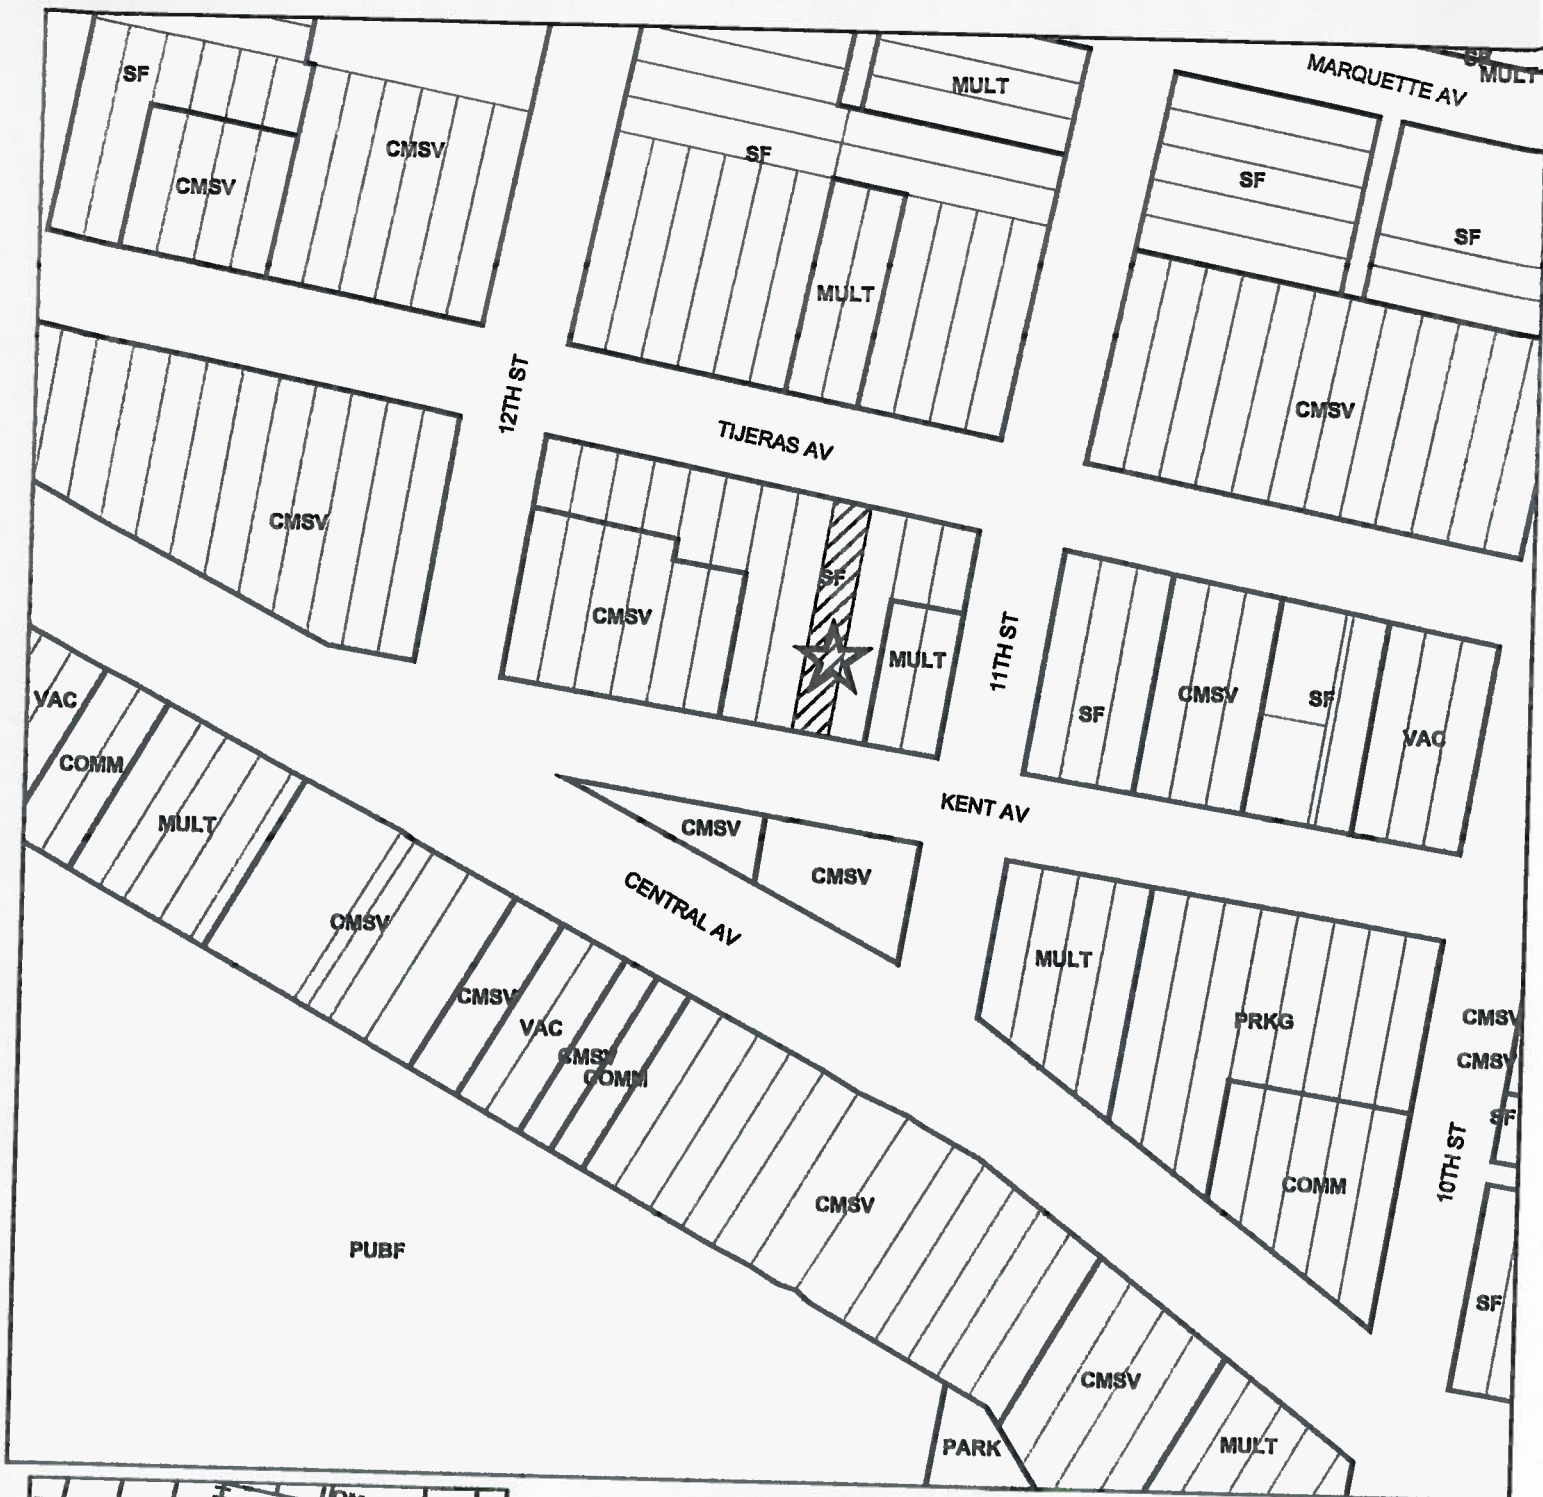 MARQUETTE AV
SF
MULT
SF
MULT
CMSV
SF
CMSV
SF
SF
MULT
CMSV
12TH ST
TIJERAS AV
CMSV
SF
CMSV
MULT
11TH ST
SF
CMSV
SF
VAC
VAC
COMM
MULT
KENT AV
CMSV
CMSV
CENTRAL AV
CMSV
MULT
CMSV
VAC
CMSV
COMM
PRKG
CMSV
CMSV
SF
10TH ST
COMM
CMSV
PUBF
SF
CMSV
PARK
MULT